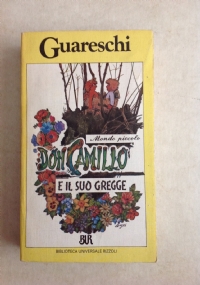 Guareschi
Mondo piccolo
DON CAMILLO
E IL SUO GREGGE
BUR
BIBLIOTECA UNIVERSALE RIZZOLI